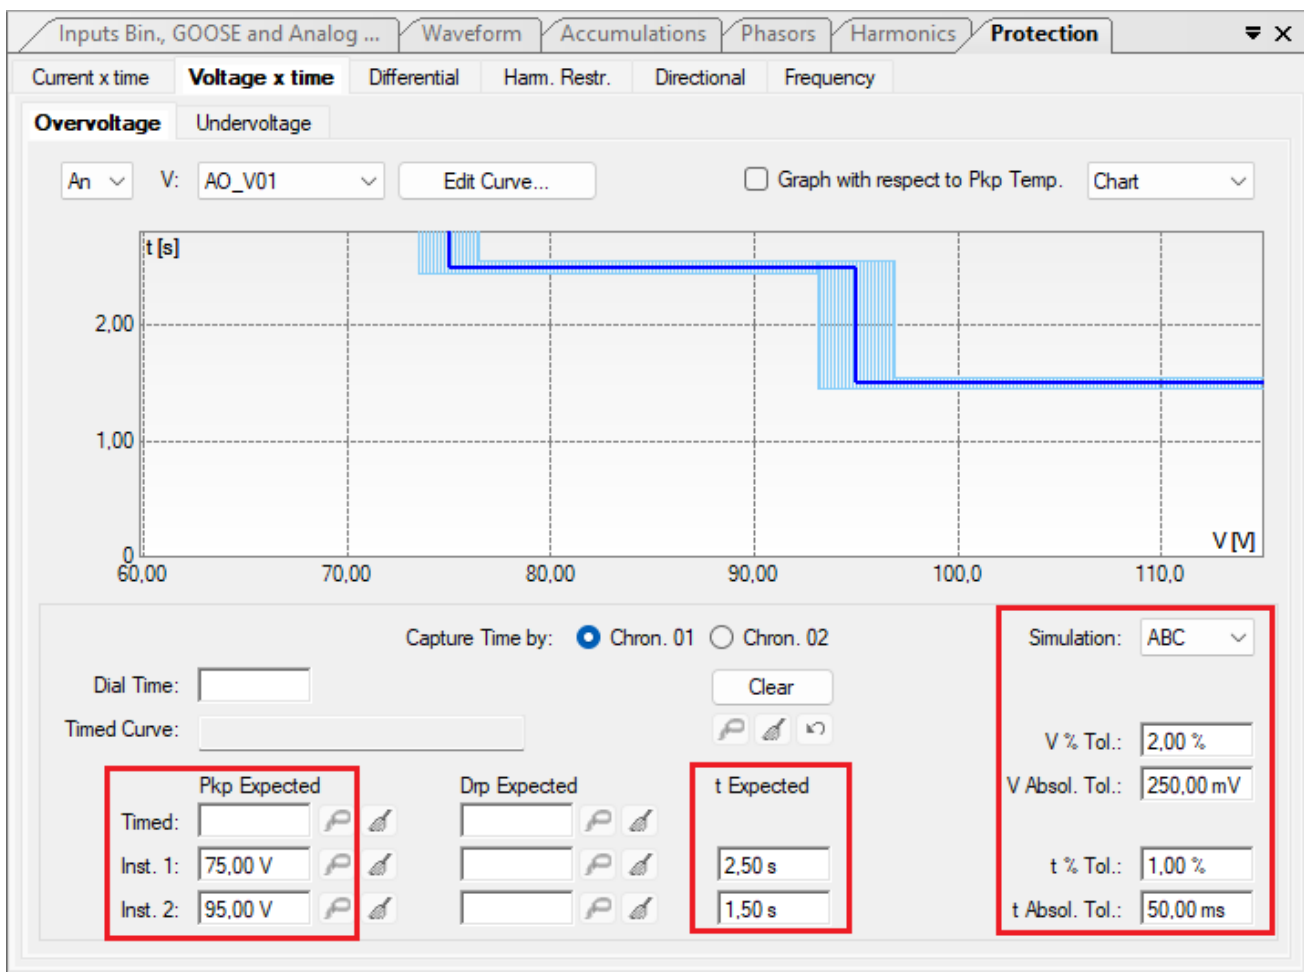 Inputs Bin., GOOSE and Analog ... Waveform Accumulations Phasors Harmonics Protection
Current x time Voltage x time Differential Harm. Restr. Directional Frequency
Overvoltage Undervoltage
An V: AO_V01 Edit Curve... Graph with respect to Pkp Temp. Chart
t [s]
2,00
1,00
0
V [V]
60,00 70,00 80,00 90,00 100,0 110,0
Capture Time by: Chron. 01 Chron. 02 Simulation: ABC
Dial Time: Clear
Timed Curve: V % Tol.: 2,00 %
Pkp Expected Drp Expected t Expected V Absol. Tol.: 250,00 mV
Timed:
Inst. 1: 75,00 V 2,50 s t % Tol.: 1,00 %
Inst. 2: 95,00 V 1,50 s t Absol. Tol.: 50,00 ms